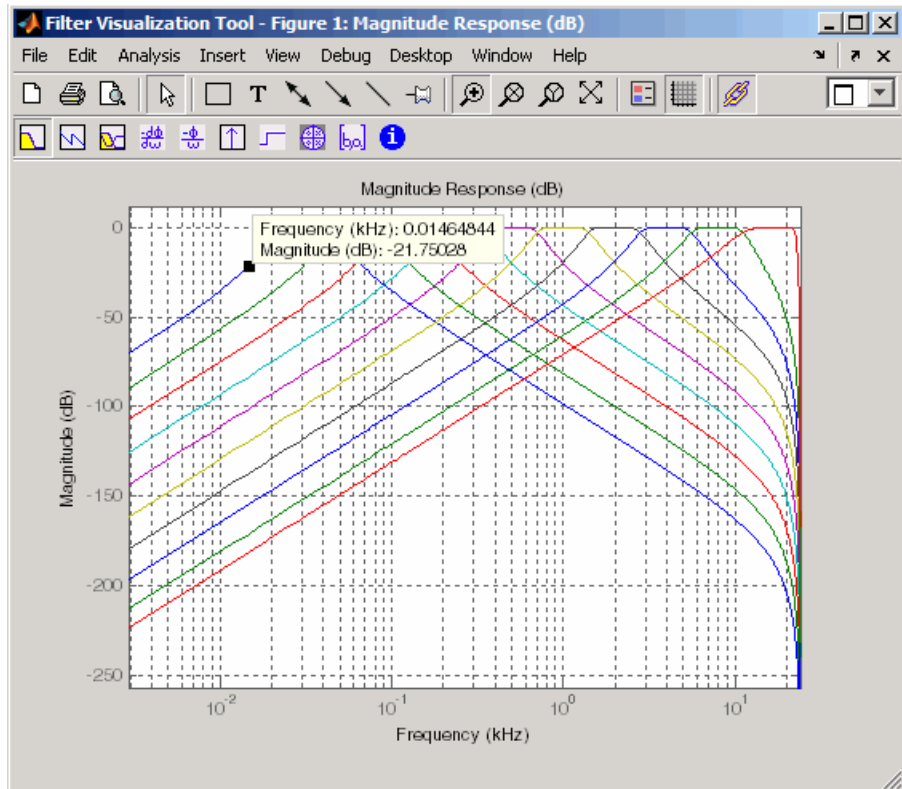 Filter Visualization Tool - Figure 1: Magnitude Response (dB)
File Edit Analysis Insert View Debug Desktop Window Help
T
-dϕ
dω
-ϕ
ω
[b,a]
i
Magnitude Response (dB)
Frequency (kHz): 0.01464844
Magnitude (dB): -21.75028
0
-50
-100
-150
-200
-250
Magnitude (dB)
10-2
10-1
100
101
Frequency (kHz)